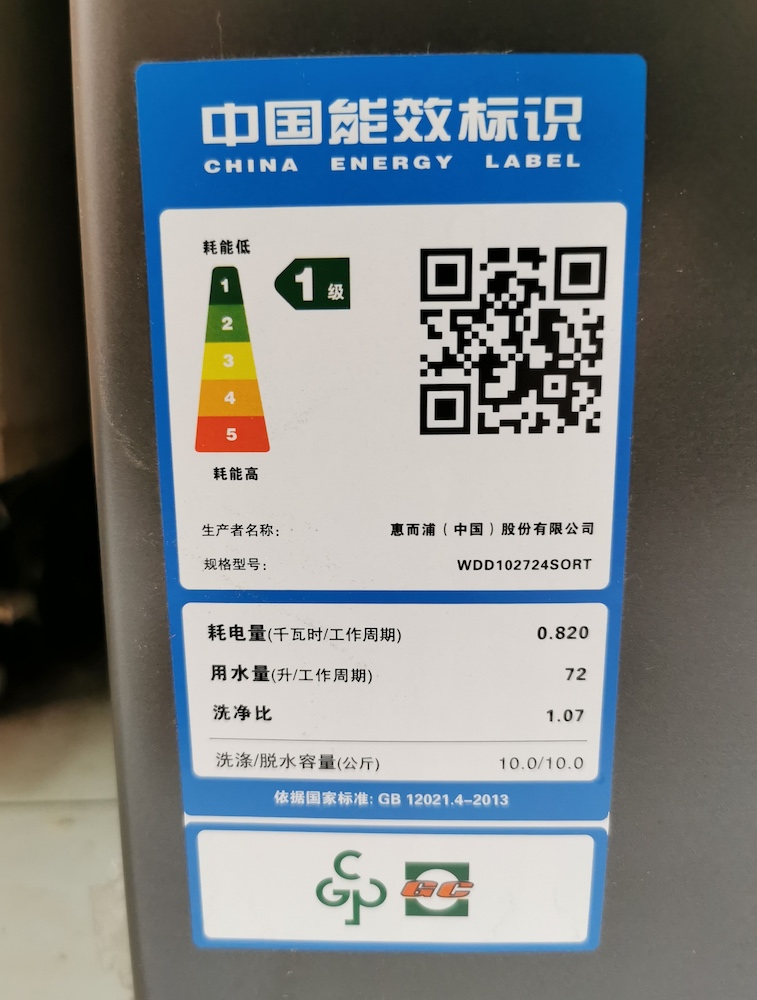 中国能效标识
CHINA ENERGY LABEL
耗能低
1
1级
2
3
4
5
耗能高
生产者名称: 惠而浦(中国)股份有限公司
规格型号: WDD102724SORT
耗电量(千瓦时/工作周期) 0.820
用水量(升/工作周期) 72
洗净比 1.07
洗涤/脱水容量(公斤) 10.0/10.0
依据国家标准: GB 12021.4-2013
CGP GC